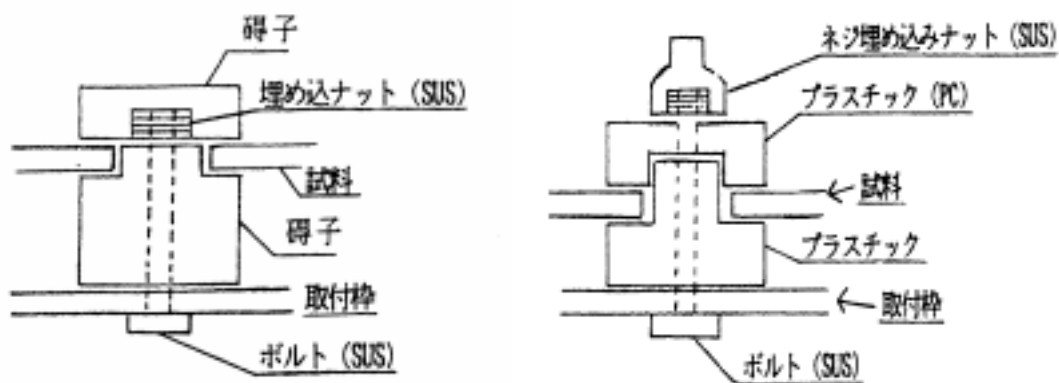 碍子
埋め込ナット(SUS)
試料
碍子
取付枠
ボルト(SUS)
ネジ埋め込みナット(SUS)
プラスチック(PC)
試料
プラスチック
取付枠
ボルト(SUS)